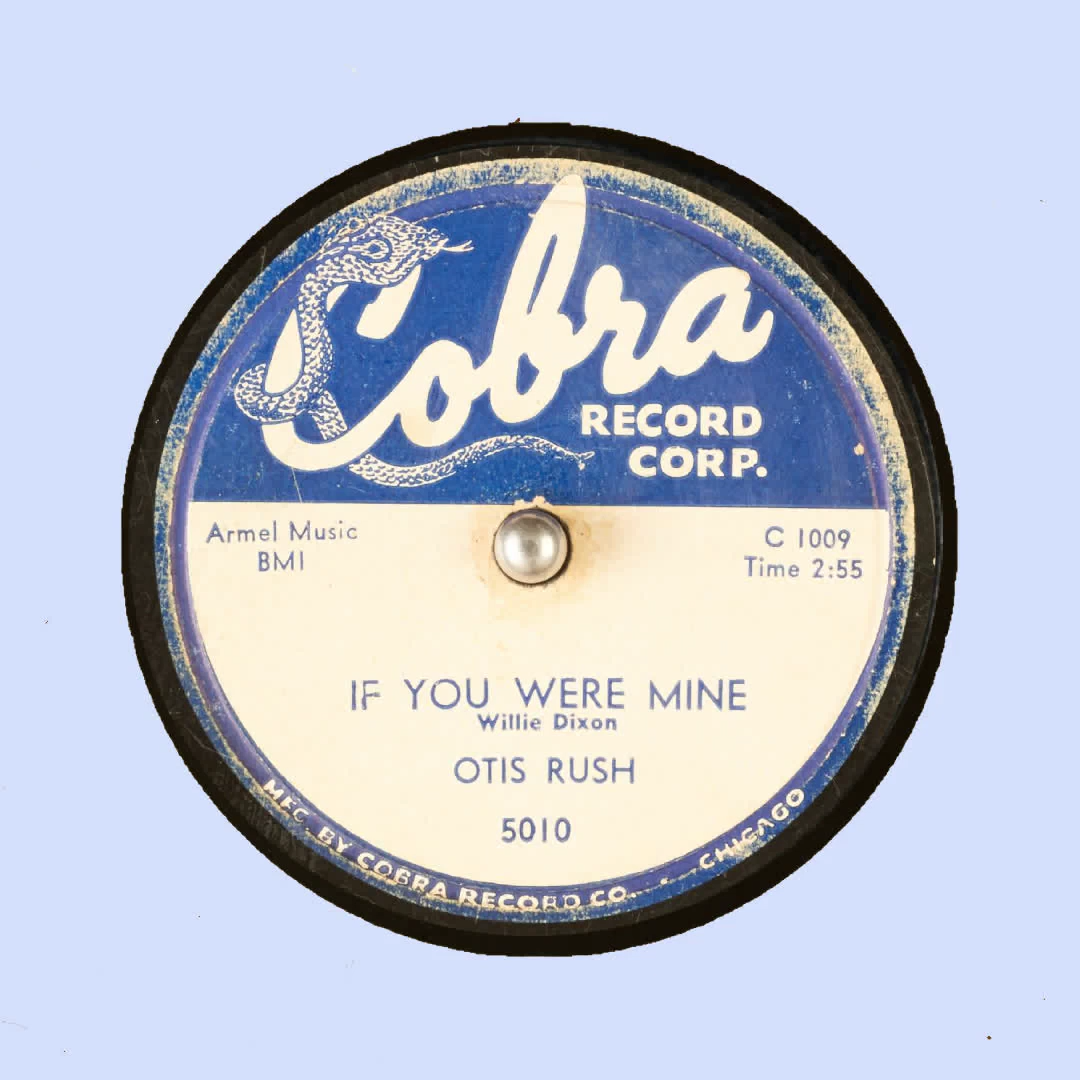 Cobra
RECORD
CORP.
Armel Music
BMI
C 1009
Time 2:55
IF YOU WERE MINE
Willie Dixon
OTIS RUSH
5010
MFG. BY COBRA RECORD CO. - CHICAGO